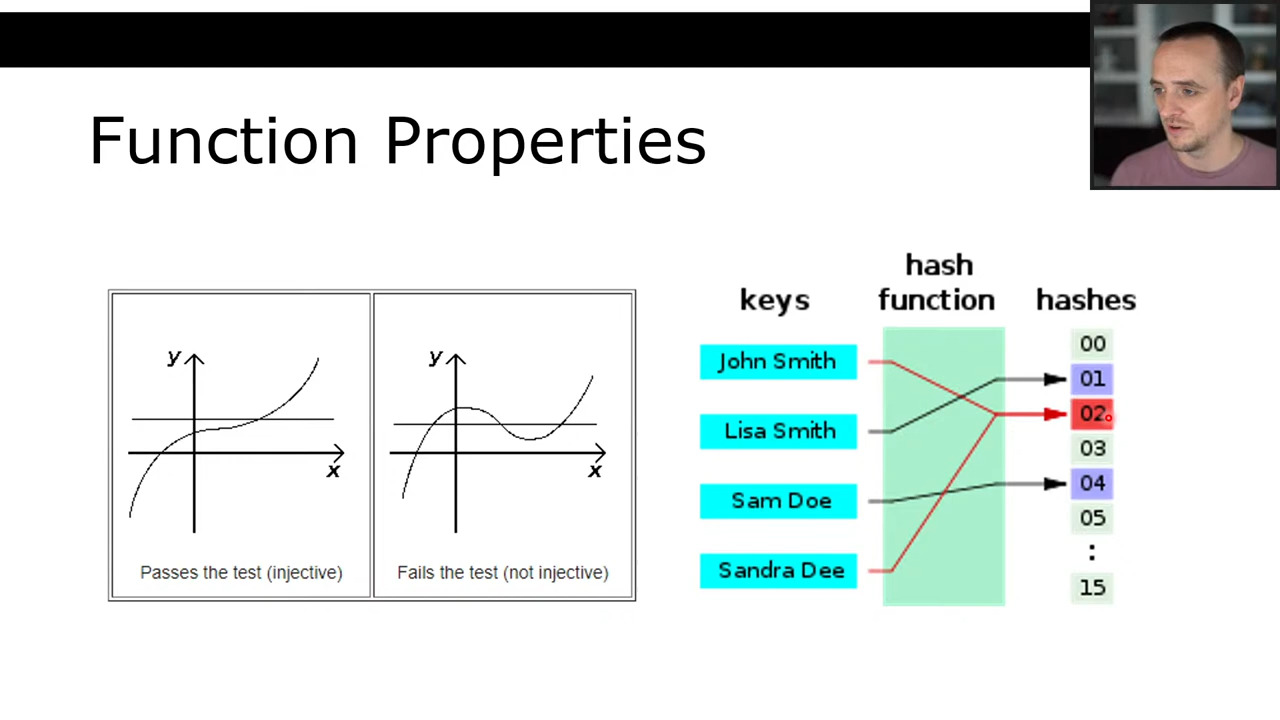 Function Properties
y
x
Passes the test (injective)
y
x
Fails the test (not injective)
keys
hash
function
hashes
John Smith
Lisa Smith
Sam Doe
Sandra Dee
00
01
02
03
04
05
:
15